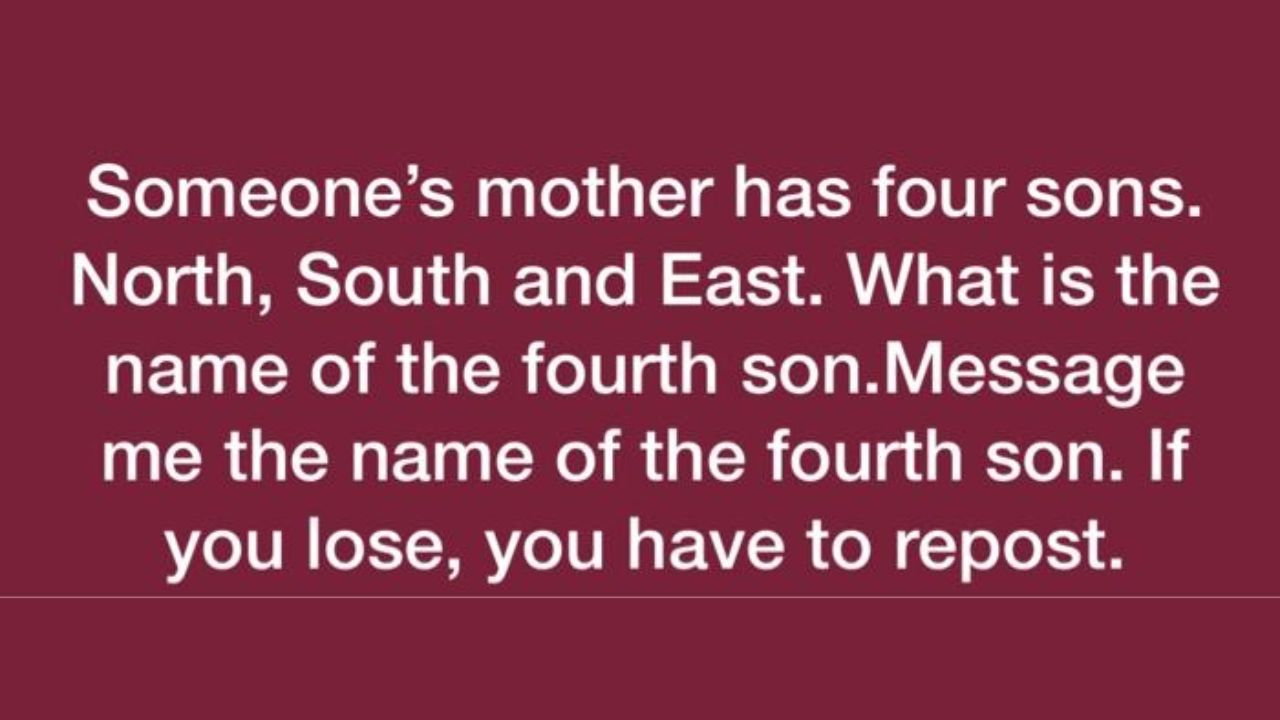 Someone’s mother has four sons.
North, South and East. What is the
name of the fourth son.Message
me the name of the fourth son. If
you lose, you have to repost.